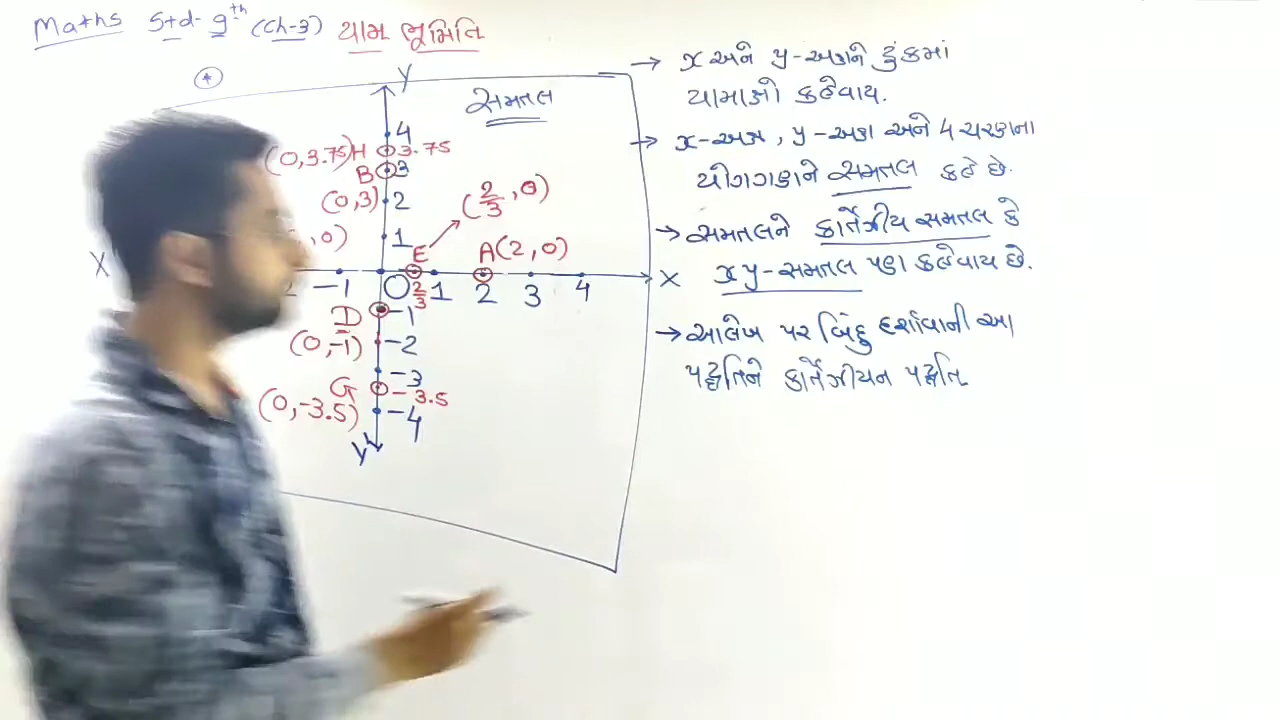 Maths Std- 9th (Ch-3) યામ ભૂમિતિ
*
Y
સમતલ
4
(0,3.75)H 3.75
B 3
(0,3) 2
(2/3, 0)
,0) 1
E A(2, 0)
X -1 O 2/3 1 2 3 4 X
D -1
(0,-1) -2
-3
G -3.5
(0,-3.5) -4
Y'
→ x અને y-અક્ષને ટુંકમાં
યામાક્ષો કહેવાય.
→ x-અક્ષ, y-અક્ષ અને 4 ચરણના
યોગગણને સમતલ કહે છે.
→ સમતલને કાર્તેઝીય સમતલ કે
xy-સમતલ પણ કહેવાય છે.
→ આલેખ પર બિંદુ દર્શાવાની આ
પદ્ધતિને કાર્તેઝીયન પદ્ધતિ